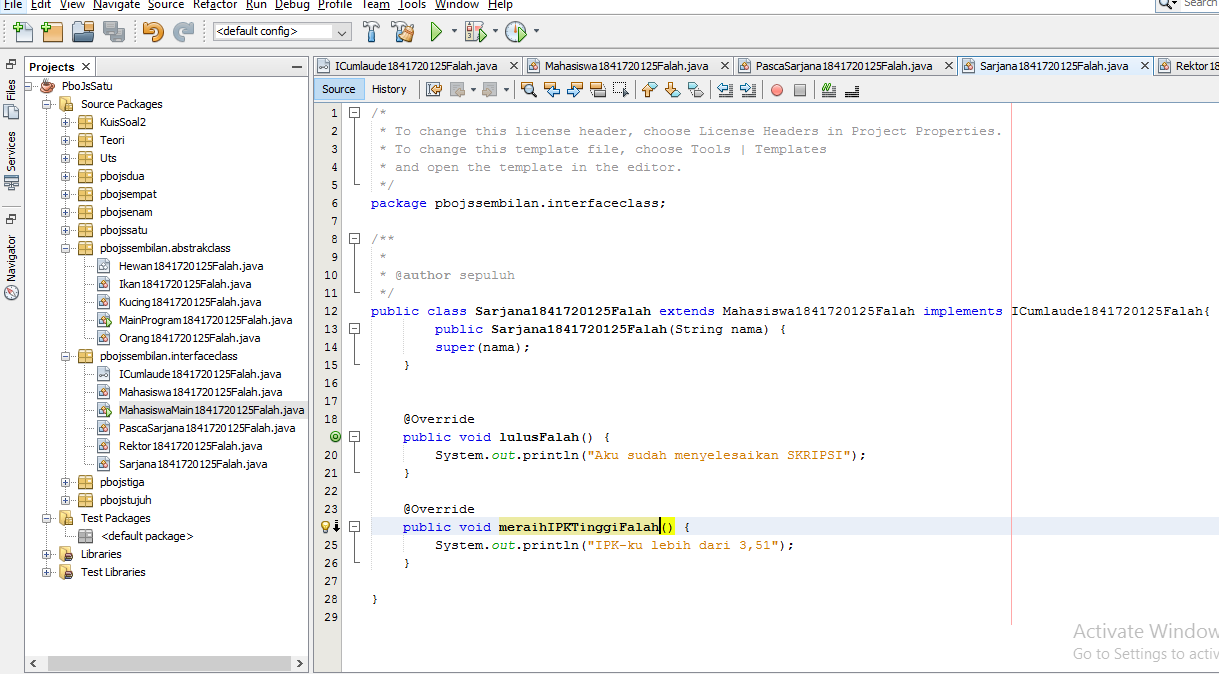 File Edit View Navigate Source Refactor Run Debug Profile Team Tools Window Help
Search
<default config>
Files
Services
Navigator
Projects
PboJsSatu
Source Packages
KuisSoal2
Teori
Uts
pbojsdua
pbojsempat
pbojsenam
pbojssatu
pbojssembilan.abstrakclass
Hewan1841720125Falah.java
Ikan1841720125Falah.java
Kucing1841720125Falah.java
MainProgram1841720125Falah.java
Orang1841720125Falah.java
pbojssembilan.interfaceclass
ICumlaude1841720125Falah.java
Mahasiswa1841720125Falah.java
MahasiswaMain1841720125Falah.java
PascaSarjana1841720125Falah.java
Rektor1841720125Falah.java
Sarjana1841720125Falah.java
pbojstiga
pbojstujuh
Test Packages
<default package>
Libraries
Test Libraries
ICumlaude1841720125Falah.java Mahasiswa1841720125Falah.java PascaSarjana1841720125Falah.java Sarjana1841720125Falah.java Rektor18
Source History
1 /*
2 * To change this license header, choose License Headers in Project Properties.
3 * To change this template file, choose Tools | Templates
4 * and open the template in the editor.
5 */
6 package pbojssembilan.interfaceclass;
7
8 /**
9 *
10 * @author sepuluh
11 */
12 public class Sarjana1841720125Falah extends Mahasiswa1841720125Falah implements ICumlaude1841720125Falah{
13 public Sarjana1841720125Falah(String nama) {
14 super(nama);
15 }
16
17
18 @Override
public void lulusFalah() {
20 System.out.println("Aku sudah menyelesaikan SKRIPSI");
21 }
22
23 @Override
public void meraihIPKTinggiFalah() {
25 System.out.println("IPK-ku lebih dari 3,51");
26 }
27
28 }
29
Activate Window
Go to Settings to activ